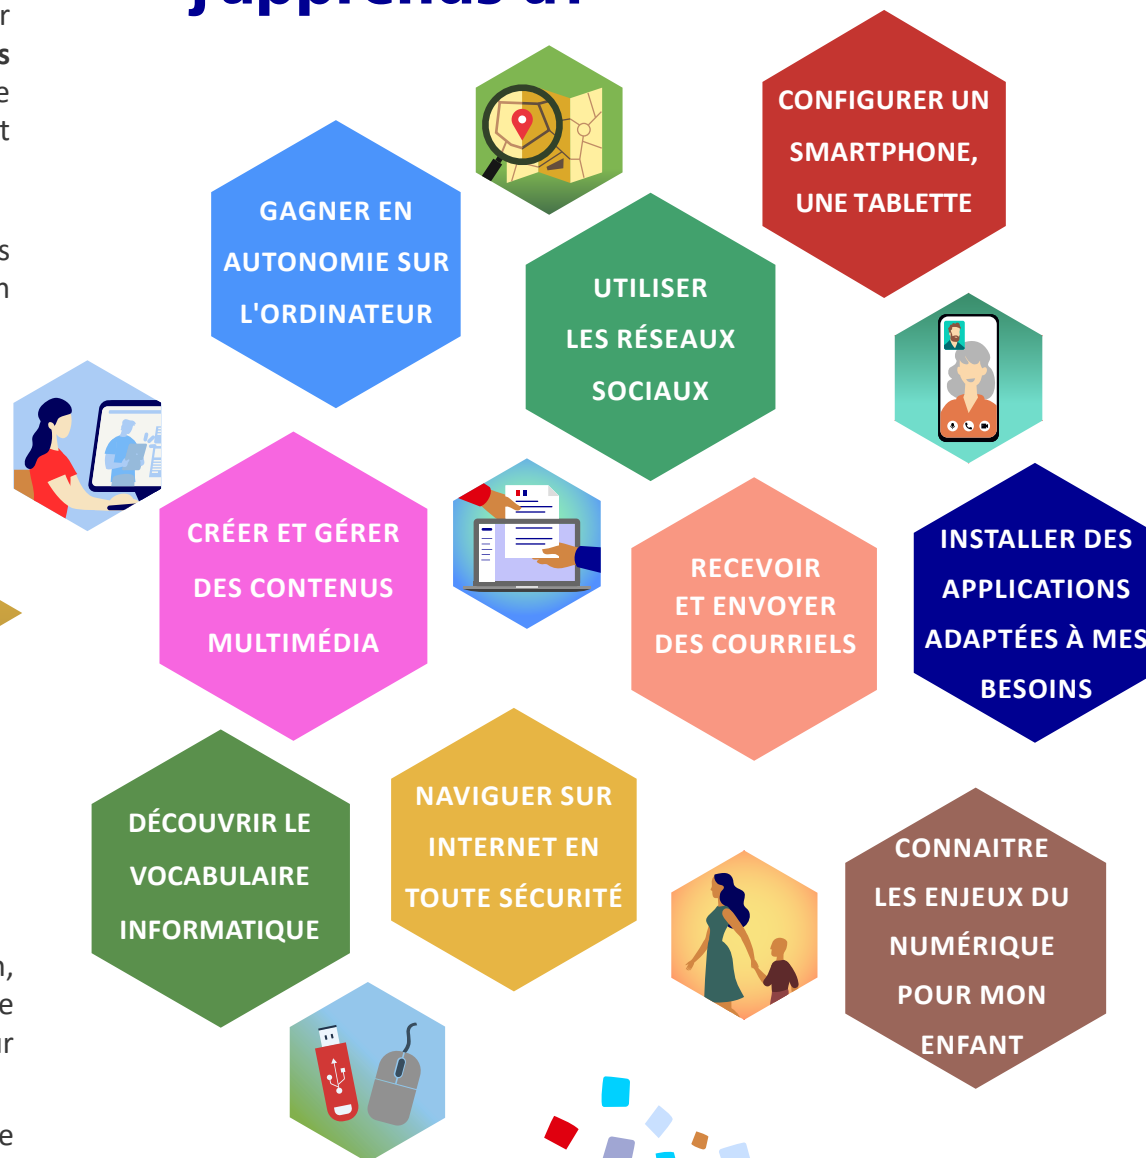 j'apprends à :
r
s
e
t
s
n
CONFIGURER UN
SMARTPHONE,
UNE TABLETTE
GAGNER EN
AUTONOMIE SUR
L'ORDINATEUR
UTILISER
LES RÉSEAUX
SOCIAUX
CRÉER ET GÉRER
DES CONTENUS
MULTIMÉDIA
RECEVOIR
ET ENVOYER
DES COURRIELS
INSTALLER DES
APPLICATIONS
ADAPTÉES À MES
BESOINS
DÉCOUVRIR LE
VOCABULAIRE
INFORMATIQUE
NAVIGUER SUR
INTERNET EN
TOUTE SÉCURITÉ
CONNAITRE
LES ENJEUX DU
NUMÉRIQUE
POUR MON
ENFANT
n,
e
ur
e